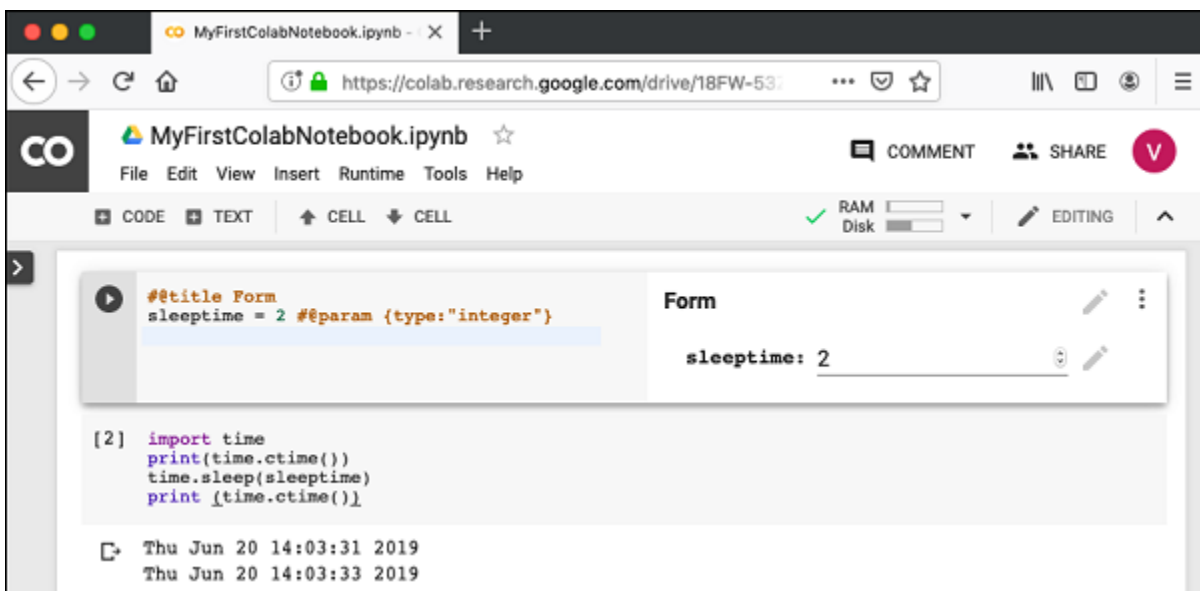 MyFirstColabNotebook.ipynb -
https://colab.research.google.com/drive/18FW-53
CO
MyFirstColabNotebook.ipynb
COMMENT
SHARE
V
File Edit View Insert Runtime Tools Help
CODE TEXT CELL CELL
RAM
Disk
EDITING
#@title Form
sleeptime = 2 #@param {type:"integer"}
Form
sleeptime: 2
[2] import time
print(time.ctime())
time.sleep(sleeptime)
print (time.ctime())
Thu Jun 20 14:03:31 2019
Thu Jun 20 14:03:33 2019